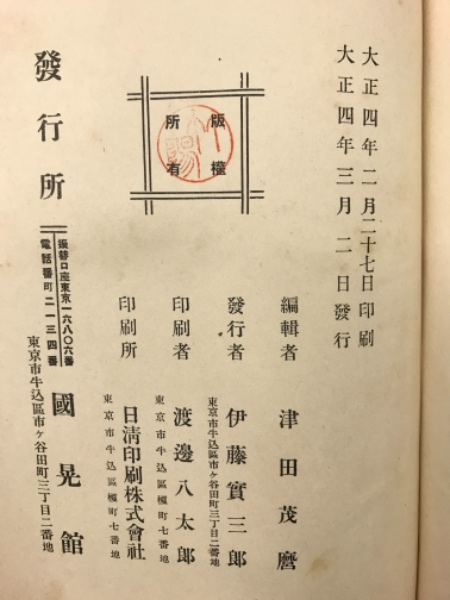 大正四年二月二十七日印刷
大正四年三月二日發行
版權
所有
編輯者 津田茂麿
發行者 伊藤實三郎
東京市牛込區市ケ谷田町三丁目二番地
印刷者 渡邊八太郎
東京市牛込區榎町七番地
印刷所 日淸印刷株式會社
東京市牛込區榎町七番地
發行所 國晃館
振替口座東京一六八〇六番
電話番町二一三四番
東京市牛込區市ケ谷田町三丁目二番地